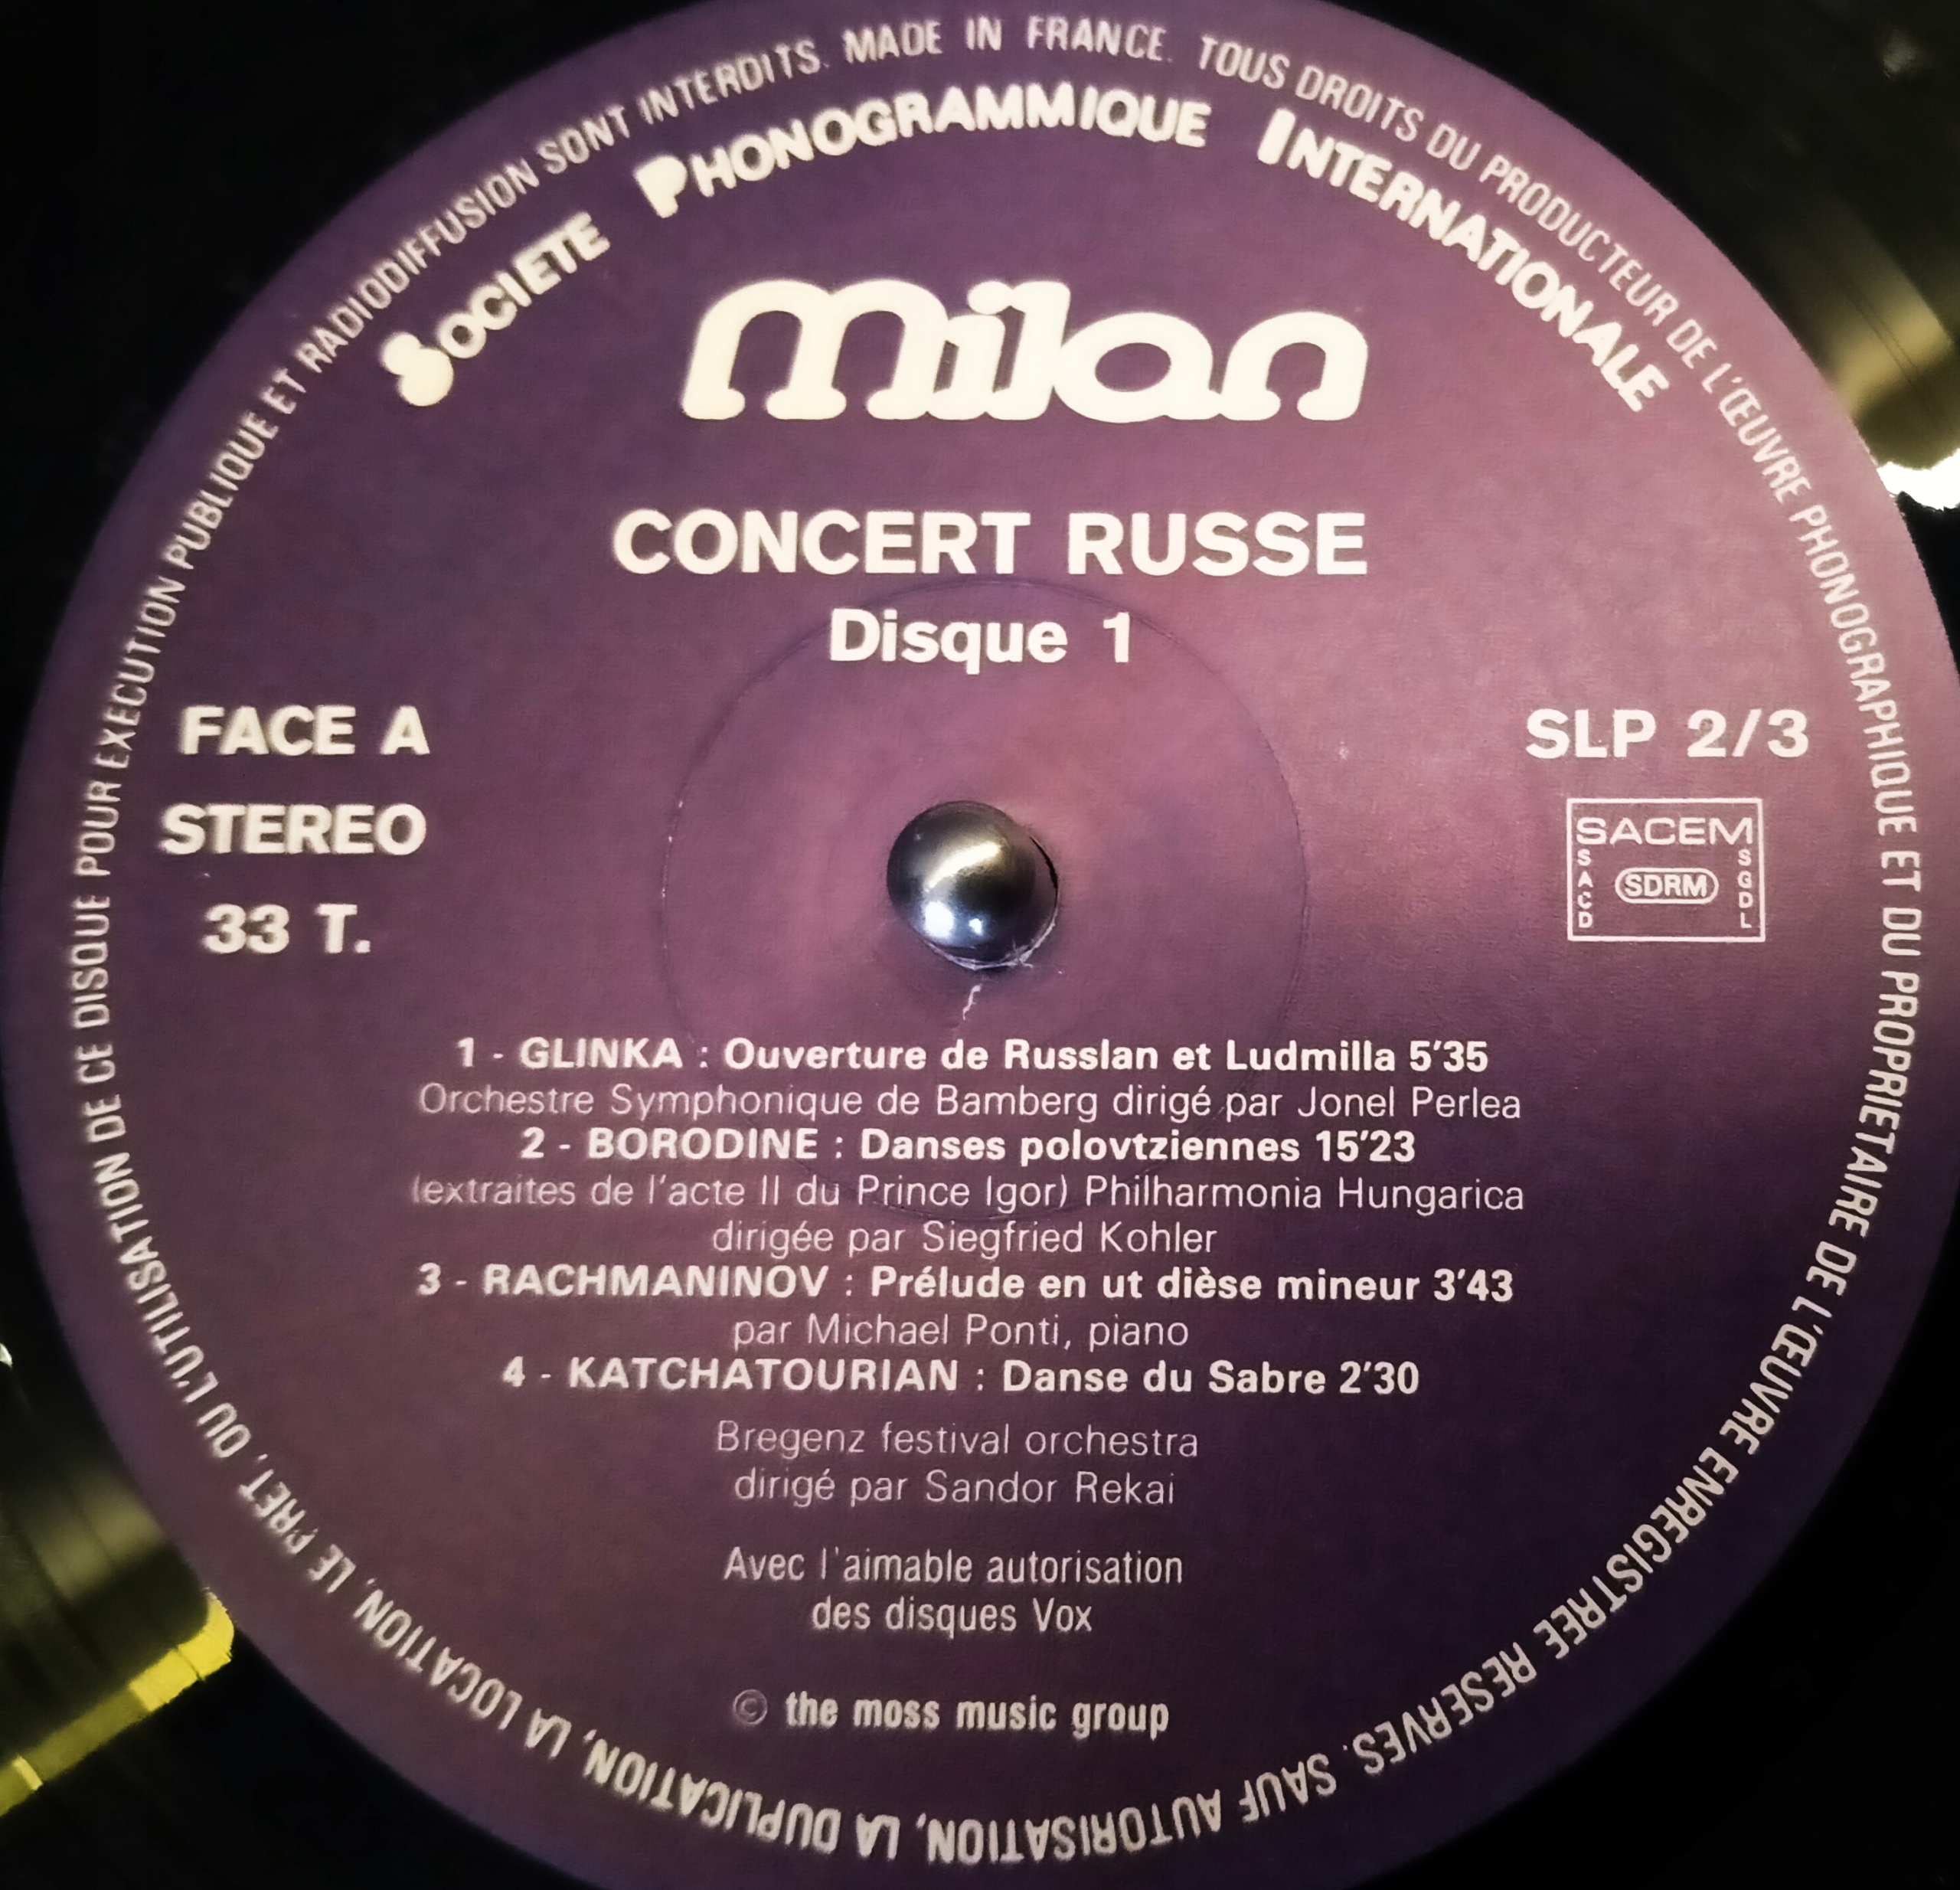 TOUS DROITS DU PRODUCTEUR DE L'ŒUVRE PHONOGRAPHIQUE ET DU PROPRIETAIRE DE L'ŒUVRE ENREGISTREE RESERVES. SAUF AUTORISATION, LA DUPLICATION, LA LOCATION, LE PRET, OU L'UTILISATION DE CE DISQUE POUR EXECUTION PUBLIQUE ET RADIODIFFUSION SONT INTERDITS. MADE IN FRANCE.
SOCIETE PHONOGRAMMIQUE INTERNATIONALE
milan
CONCERT RUSSE
Disque 1
FACE A
STEREO
33 T.
SLP 2/3
SACEM
SACD
SDRM
SGDL
1 - GLINKA : Ouverture de Russlan et Ludmilla 5'35
Orchestre Symphonique de Bamberg dirigé par Jonel Perlea
2 - BORODINE : Danses polovtziennes 15'23
(extraites de l'acte II du Prince Igor) Philharmonia Hungarica
dirigée par Siegfried Kohler
3 - RACHMANINOV : Prélude en ut dièse mineur 3'43
par Michael Ponti, piano
4 - KATCHATOURIAN : Danse du Sabre 2'30
Bregenz festival orchestra
dirigé par Sandor Rekai
Avec l'aimable autorisation
des disques Vox
© the moss music group